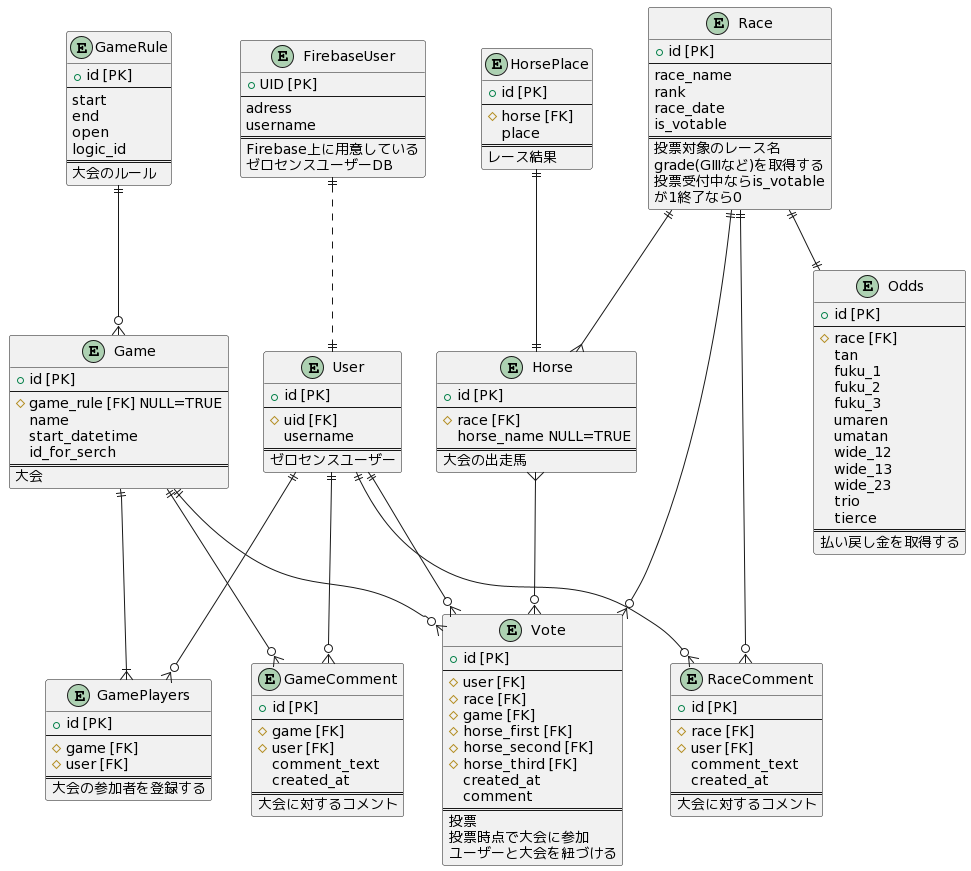 E GameRule
id [PK]
start
end
open
logic_id
大会のルール
E FirebaseUser
UID [PK]
adress
username
Firebase上に用意している
ゼロセンスユーザーDB
E HorsePlace
id [PK]
horse [FK]
place
レース結果
E Race
id [PK]
race_name
rank
race_date
is_votable
投票対象のレース名
grade(GⅢなど)を取得する
投票受付中ならis_votable
が1終了なら0
E Odds
id [PK]
race [FK]
tan
fuku_1
fuku_2
fuku_3
umaren
umatan
wide_12
wide_13
wide_23
trio
tierce
払い戻し金を取得する
E Game
id [PK]
game_rule [FK] NULL=TRUE
name
start_datetime
id_for_serch
大会
E User
id [PK]
uid [FK]
username
ゼロセンスユーザー
E Horse
id [PK]
race [FK]
horse_name NULL=TRUE
大会の出走馬
E GamePlayers
id [PK]
game [FK]
user [FK]
大会の参加者を登録する
E GameComment
id [PK]
game [FK]
user [FK]
comment_text
created_at
大会に対するコメント
E Vote
id [PK]
user [FK]
race [FK]
game [FK]
horse_first [FK]
horse_second [FK]
horse_third [FK]
created_at
comment
投票
投票時点で大会に参加
ユーザーと大会を紐づける
E RaceComment
id [PK]
race [FK]
user [FK]
comment_text
created_at
大会に対するコメント